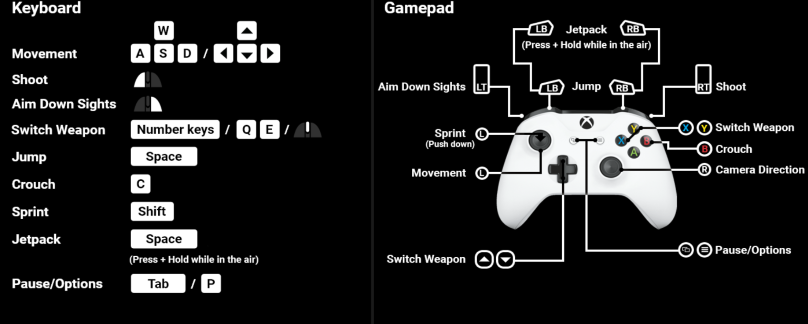 Keyboard
W
Movement A S D /
Shoot
Aim Down Sights
Switch Weapon Number keys / Q E /
Jump Space
Crouch C
Sprint Shift
Jetpack Space
(Press + Hold while in the air)
Pause/Options Tab / P
Gamepad
LB Jetpack RB
(Press + Hold while in the air)
Aim Down Sights LT LB Jump RB RT Shoot
Sprint L
(Push down)
X Y Switch Weapon
Y
X B
A
B Crouch
Movement L
R Camera Direction
Switch Weapon
Pause/Options